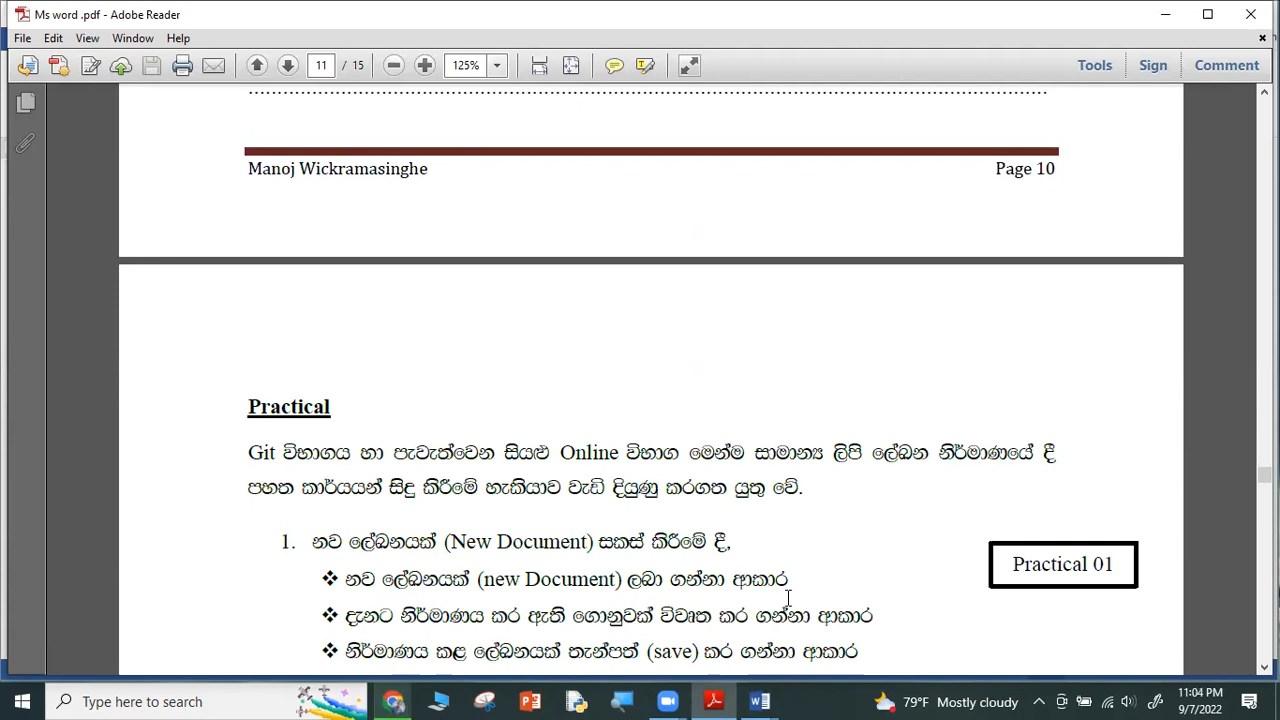 Ms word .pdf - Adobe Reader
File Edit View Window Help
11 / 15 125% Tools Sign Comment
Manoj Wickramasinghe Page 10
Practical
Git විභාගය හා පැවැත්වෙන සියළු Online විභාග මෙන්ම සාමාන්‍ය ලිපි ලේඛන නිර්මාණයේ දී
පහත කාර්යයන් සිදු කිරීමේ හැකියාව වැඩි දියුණු කරගත යුතු වේ.
1. නව ලේඛනයක් (New Document) සකස් කිරීමේ දී,
Practical 01
❖ නව ලේඛනයක් (new Document) ලබා ගන්නා ආකාර
❖ දැනට නිර්මාණය කර ඇති ගොනුවක් විවෘත කර ගන්නා ආකාර
❖ නිර්මාණය කළ ලේඛනයක් තැන්පත් (save) කර ගන්නා ආකාර
Type here to search
79°F Mostly cloudy
11:04 PM
9/7/2022